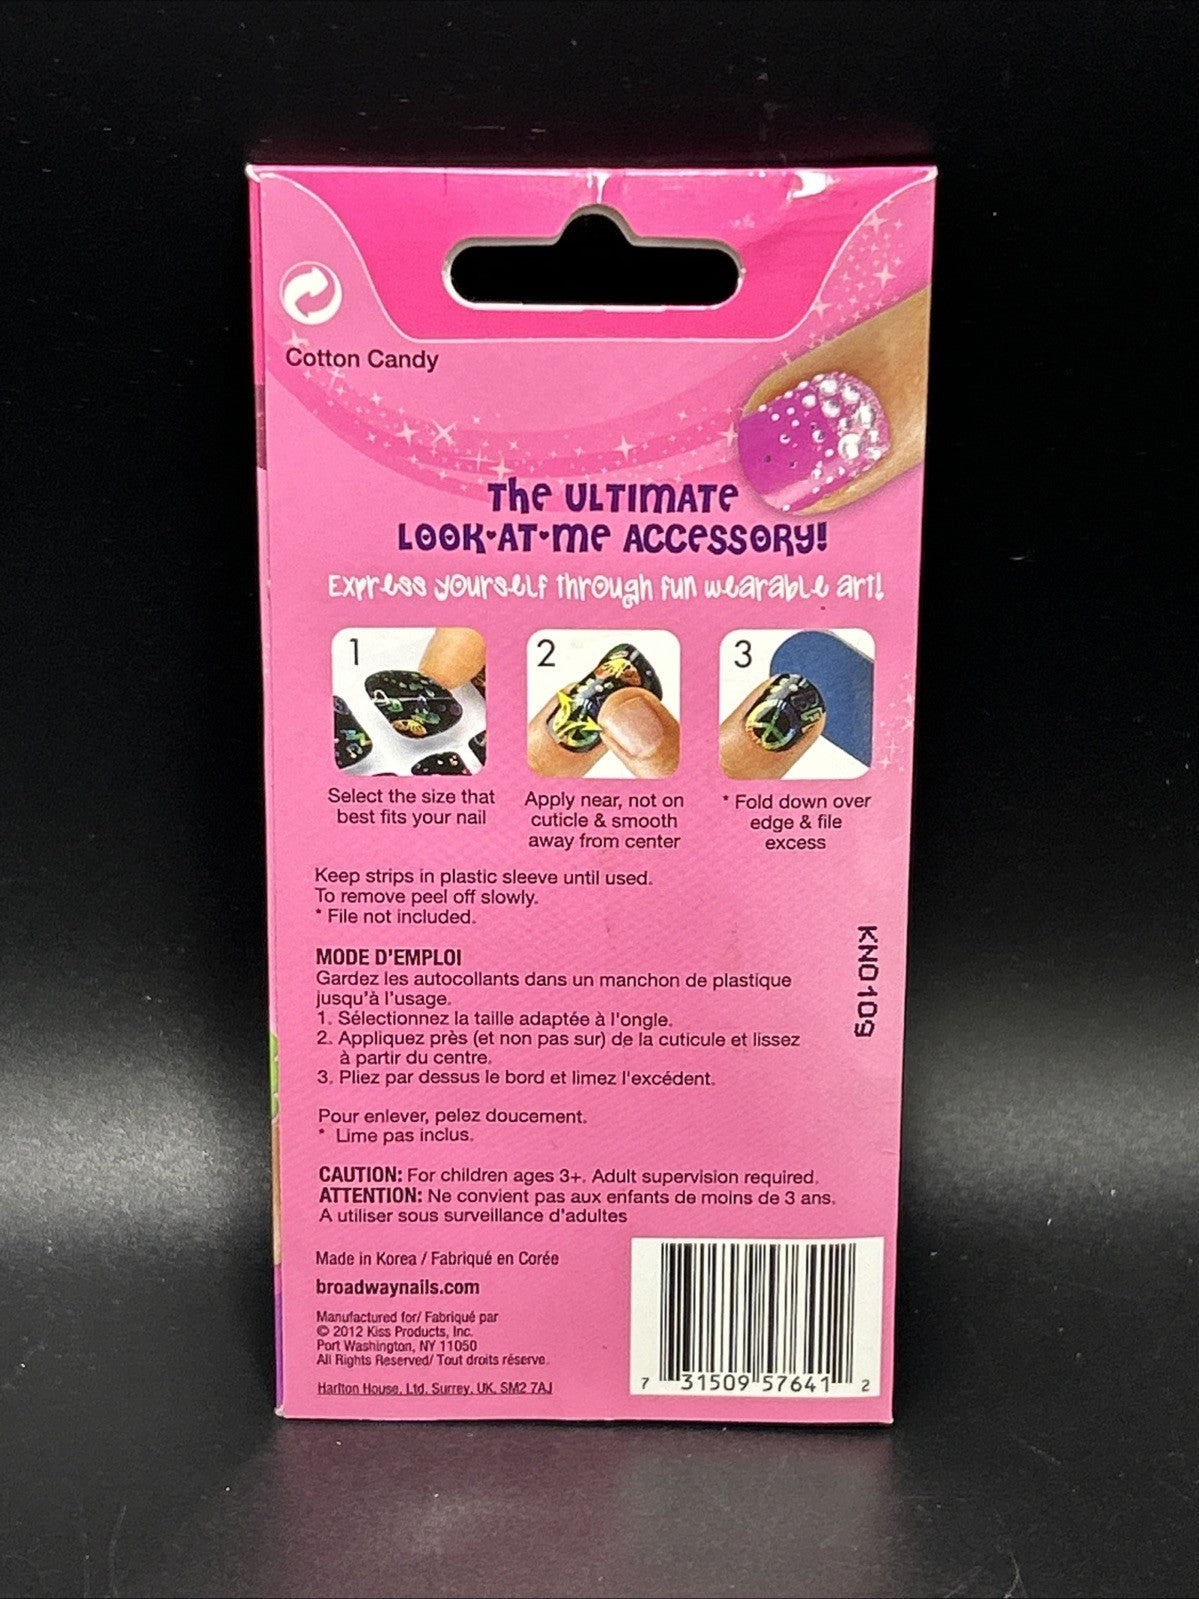 Cotton Candy
The ULTIMATE
LOOK•AT•me ACCESSORY!
Express yourself through fun wearable art!
1
2
3
Select the size that
best fits your nail
Apply near, not on
cuticle & smooth
away from center
* Fold down over
edge & file
excess
Keep strips in plastic sleeve until used.
To remove peel off slowly.
* File not included.
MODE D'EMPLOI
Gardez les autocollants dans un manchon de plastique
jusqu'à l'usage.
1. Sélectionnez la taille adaptée à l'ongle.
2. Appliquez près (et non pas sur) de la cuticule et lissez
à partir du centre.
3. Pliez par dessus le bord et limez l'excédent.
Pour enlever, pelez doucement.
* Lime pas inclus.
KN010g
CAUTION: For children ages 3+. Adult supervision required.
ATTENTION: Ne convient pas aux enfants de moins de 3 ans.
A utiliser sous surveillance d'adultes
Made in Korea / Fabriqué en Corée
broadwaynails.com
Manufactured for/ Fabriqué par
© 2012 Kiss Products, Inc.
Port Washington, NY 11050
All Rights Reserved/ Tout droits réserve.
Harlton House, Ltd, Surrey, UK, SM2 7AJ
7 31509 57641 2